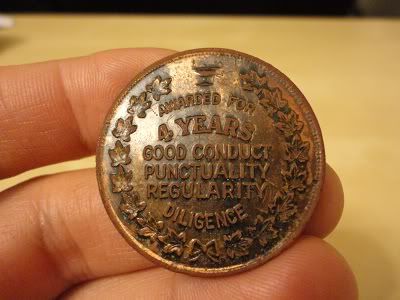 AWARDED FOR
4 YEARS
GOOD CONDUCT
PUNCTUALITY
REGULARITY
DILIGENCE